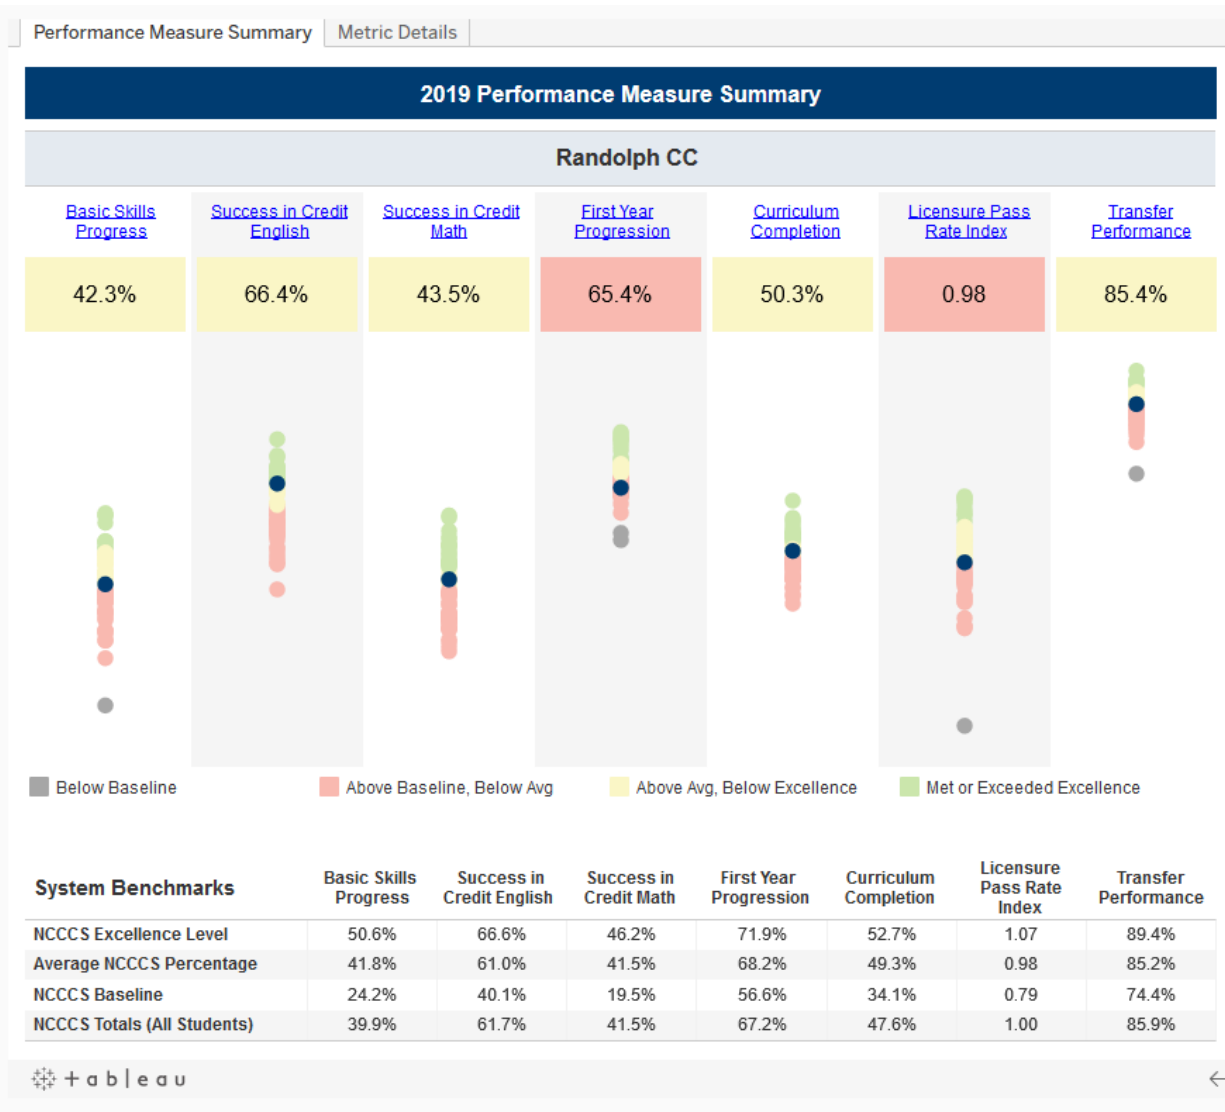 Performance Measure Summary Metric Details
2019 Performance Measure Summary
Randolph CC
Basic Skills Progress
Success in Credit English
Success in Credit Math
First Year Progression
Curriculum Completion
Licensure Pass Rate Index
Transfer Performance
42.3% 66.4% 43.5% 65.4% 50.3% 0.98 85.4%
Below Baseline Above Baseline, Below Avg Above Avg, Below Excellence Met or Exceeded Excellence
System Benchmarks Basic Skills Progress Success in Credit English Success in Credit Math First Year Progression Curriculum Completion Licensure Pass Rate Index Transfer Performance
NCCCS Excellence Level 50.6% 66.6% 46.2% 71.9% 52.7% 1.07 89.4%
Average NCCCS Percentage 41.8% 61.0% 41.5% 68.2% 49.3% 0.98 85.2%
NCCCS Baseline 24.2% 40.1% 19.5% 56.6% 34.1% 0.79 74.4%
NCCCS Totals (All Students) 39.9% 61.7% 41.5% 67.2% 47.6% 1.00 85.9%
+ a b l e a u